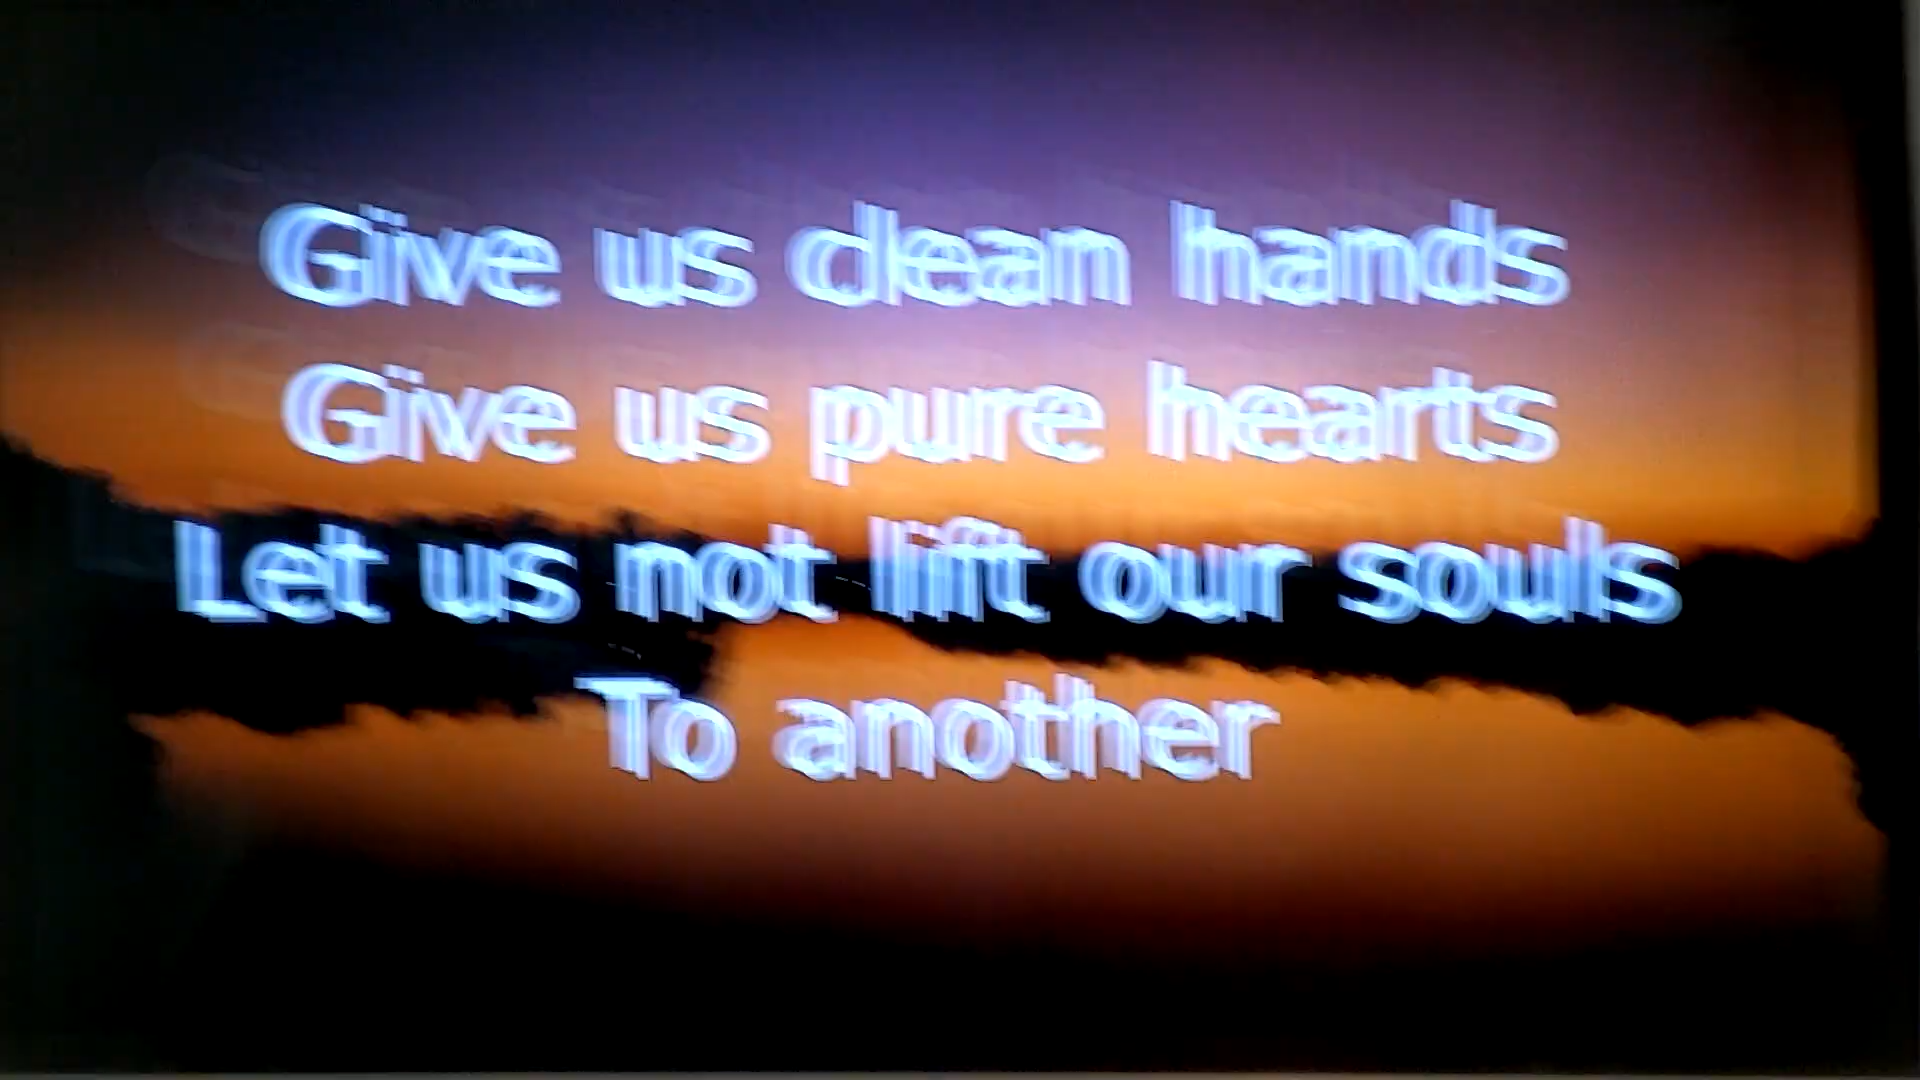 Give us clean hands
Give us pure hearts
Let us not lift our souls
To another